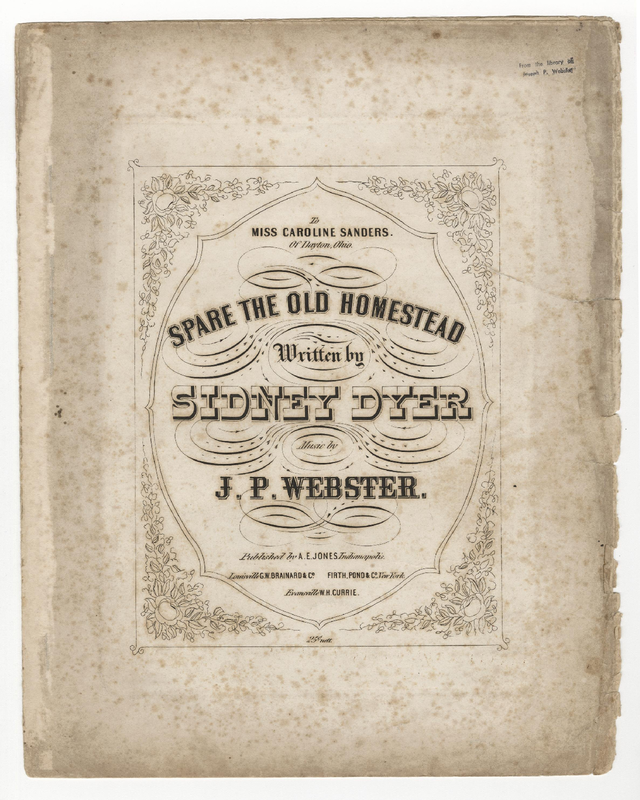 From the library of
Joseph P. Webster
To
MISS CAROLINE SANDERS.
Of Dayton, Ohio.
SPARE THE OLD HOMESTEAD
Written by
SIDNEY DYER
Music by
J. P. WEBSTER.
Published by A. E. JONES, Indianapolis.
Louisville G. W. BRAINARD & Co FIRTH, POND & Co. New York.
Evansville W. H. CURRIE.
nett